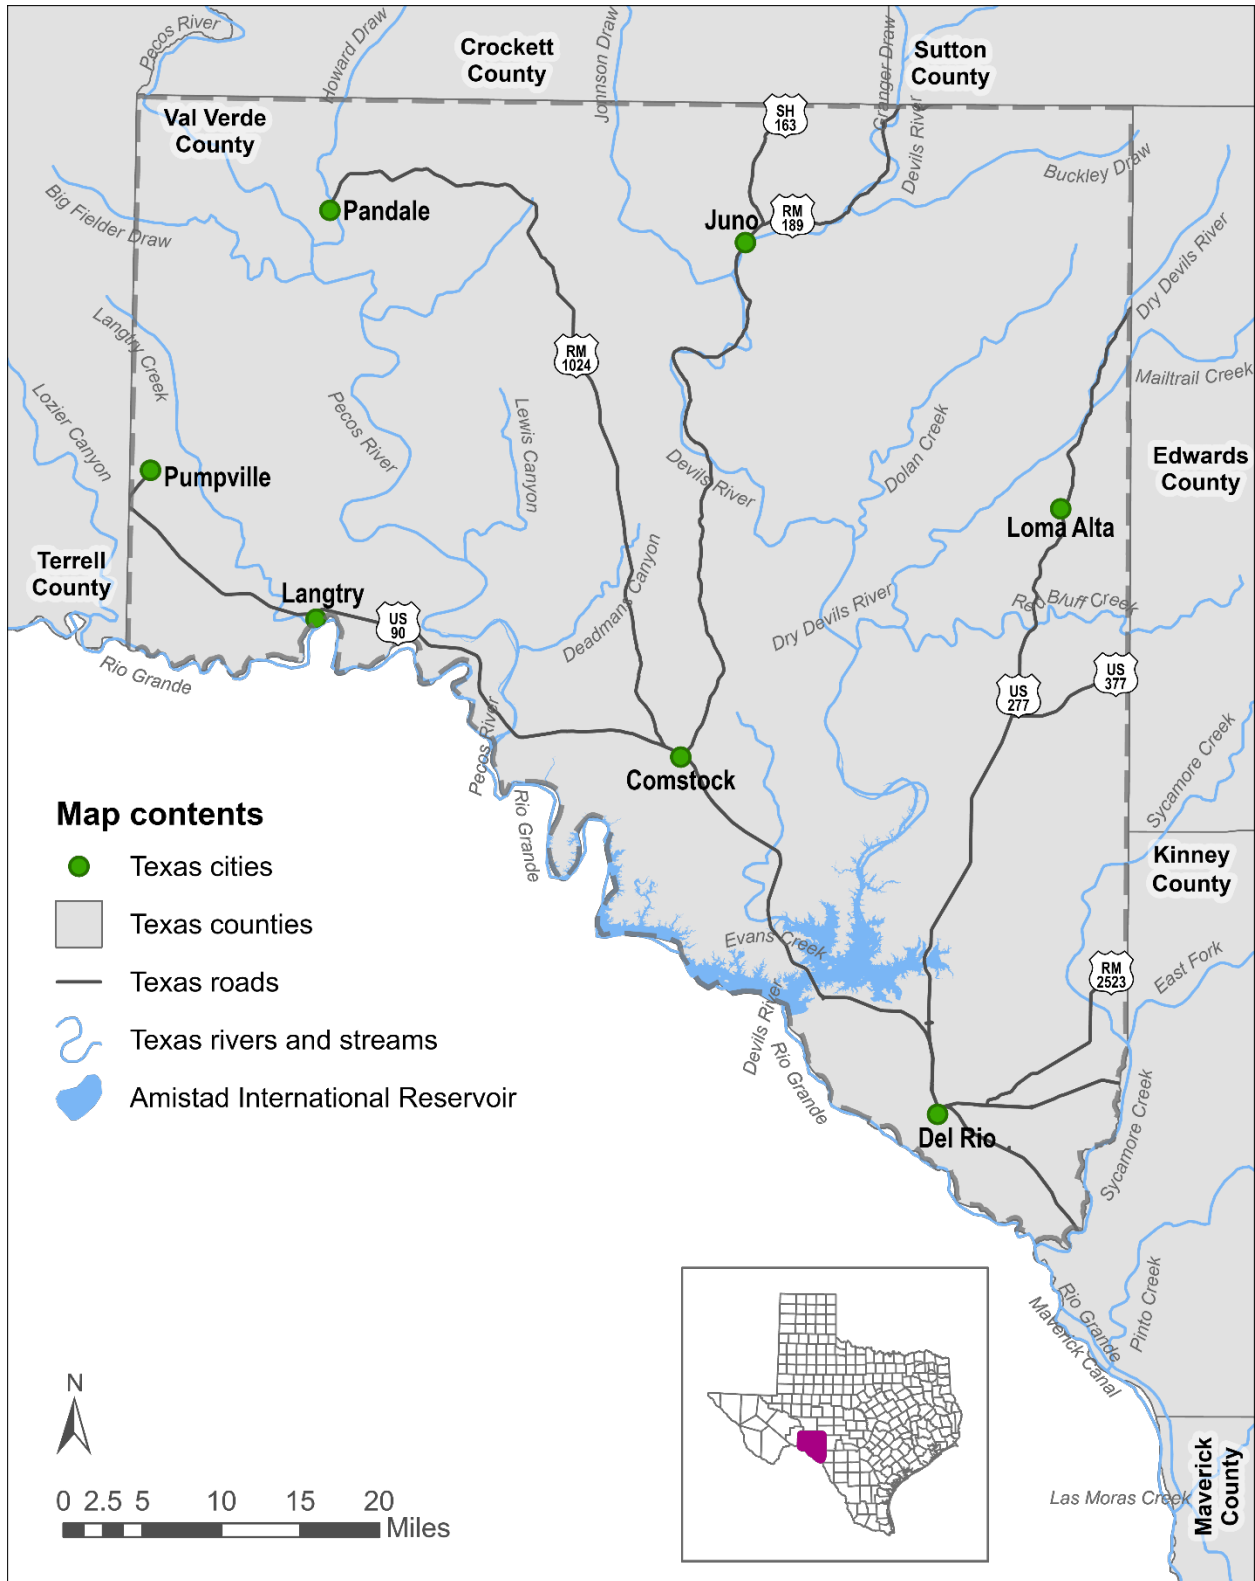 Pecos River
Howard Draw
Crockett
County
Johnson Draw
Granger Draw
Sutton
County
Val Verde
County
SH
163
Devils River
Buckley Draw
Big Fielder Draw
Pandale
Juno
RM
189
Dry Devils River
Langtry Creek
RM
1024
Mailtrail Creek
Lozier Canyon
Pecos River
Lewis Canyon
Dolan Creek
Devils River
Edwards
County
Pumpville
Loma Alta
Terrell
County
Langtry
US
90
Deadmans Canyon
Dry Devils River
Red Bluff Creek
Rio Grande
US
277
US
377
Pecos River
Comstock
Sycamore Creek
Rio Grande
Kinney
County
Evans Creek
RM
2523
East Fork
Devils River
Rio Grande
Del Rio
Sycamore Creek
Map contents
Texas cities
Texas counties
Texas roads
Texas rivers and streams
Amistad International Reservoir
Rio Grande
Maverick Canal
Pinto Creek
Las Moras Creek
Maverick
County
N
0 2.5 5 10 15 20
Miles